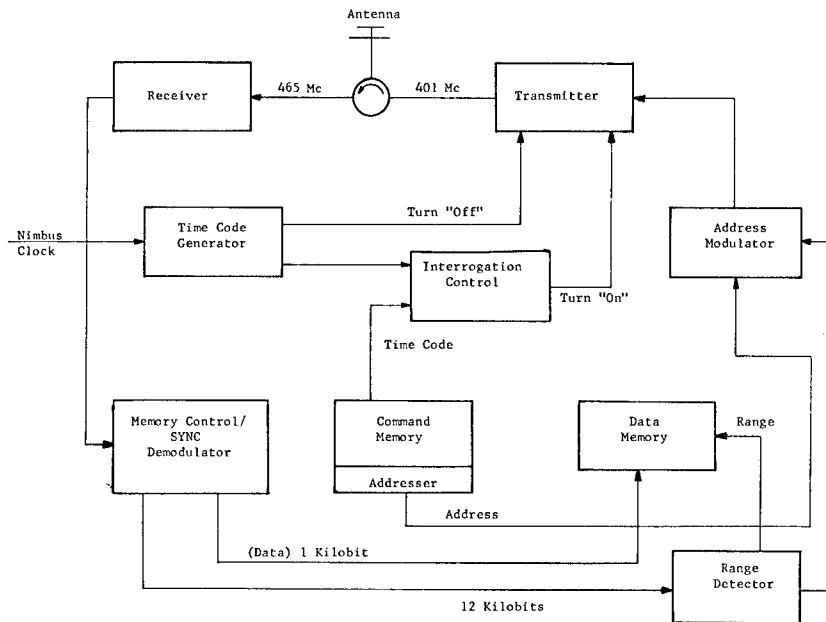 Antenna
Receiver
465 Mc
401 Mc
Transmitter
Nimbus
Clock
Time Code
Generator
Turn "Off"
Interrogation
Control
Turn "On"
Address
Modulator
Time Code
Memory Control/
SYNC
Demodulator
Command
Memory
Addresser
Data
Memory
Range
Address
(Data) 1 Kilobit
12 Kilobits
Range
Detector